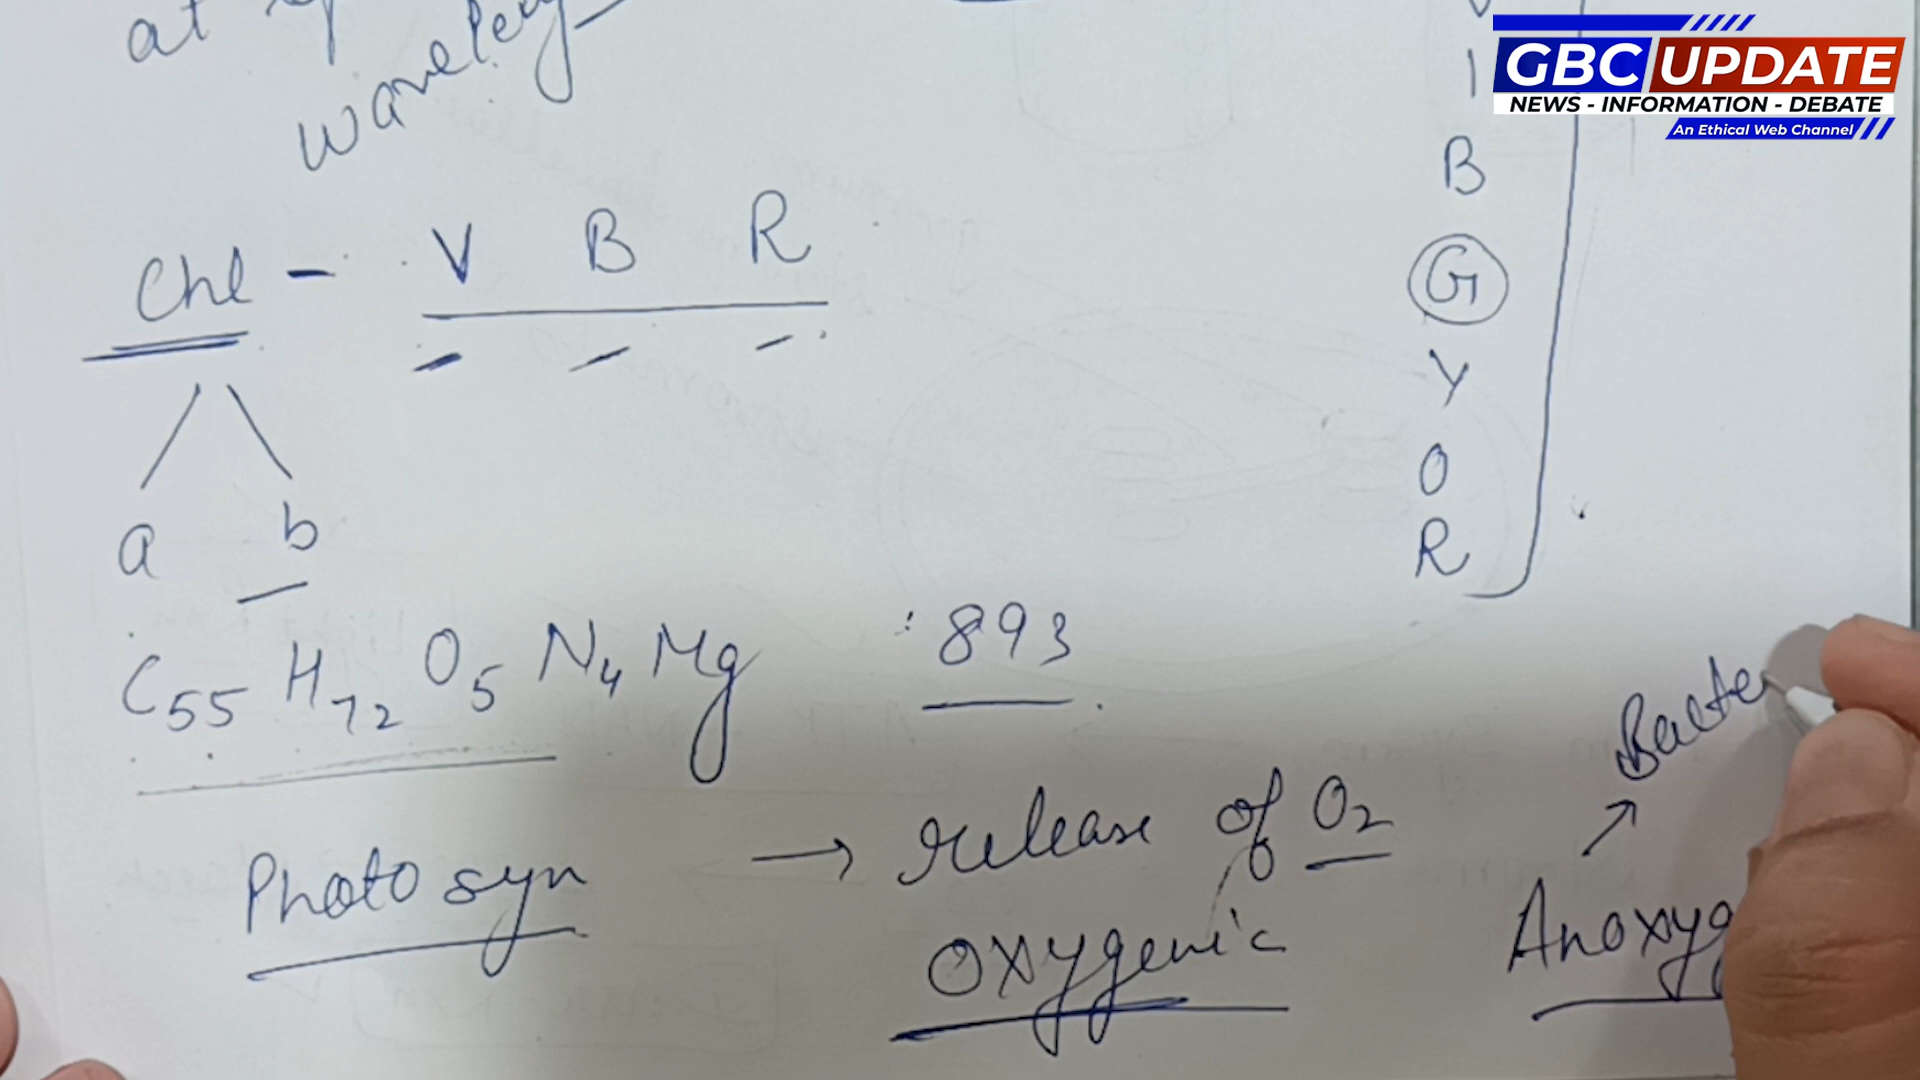 at
waveleng
GBC UPDATE
NEWS - INFORMATION - DEBATE
An Ethical Web Channel
I
B
G
Y
O
R
Chl - V B R
a b
C55 H72 O5 N4 Mg : 893
Bacte
Photosyn → release of O2
Oxygenic
Anoxyg